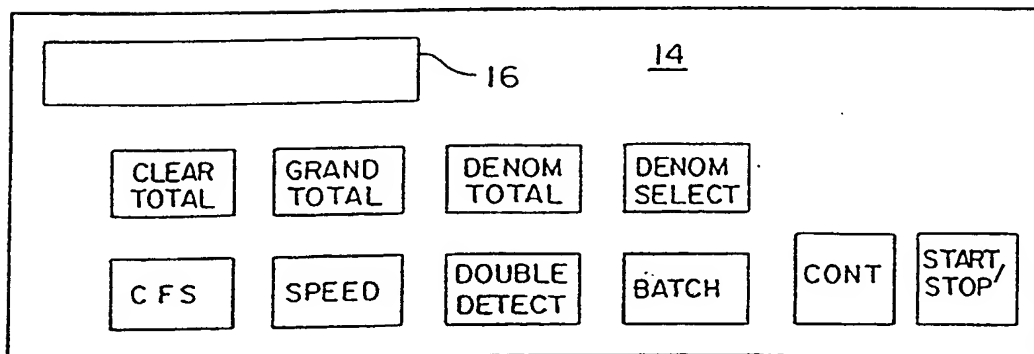 16
14
CLEAR
TOTAL
GRAND
TOTAL
DENOM
TOTAL
DENOM
SELECT
CFS
SPEED
DOUBLE
DETECT
BATCH
CONT
START/
STOP